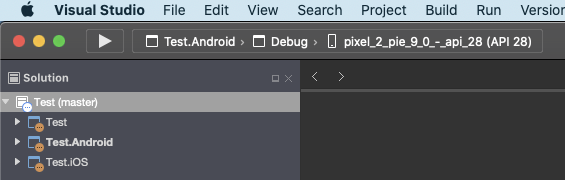 Visual Studio File Edit View Search Project Build Run Version
Test.Android › Debug › pixel_2_pie_9_0_-_api_28 (API 28)
Solution
Test (master)
Test
Test.Android
Test.iOS